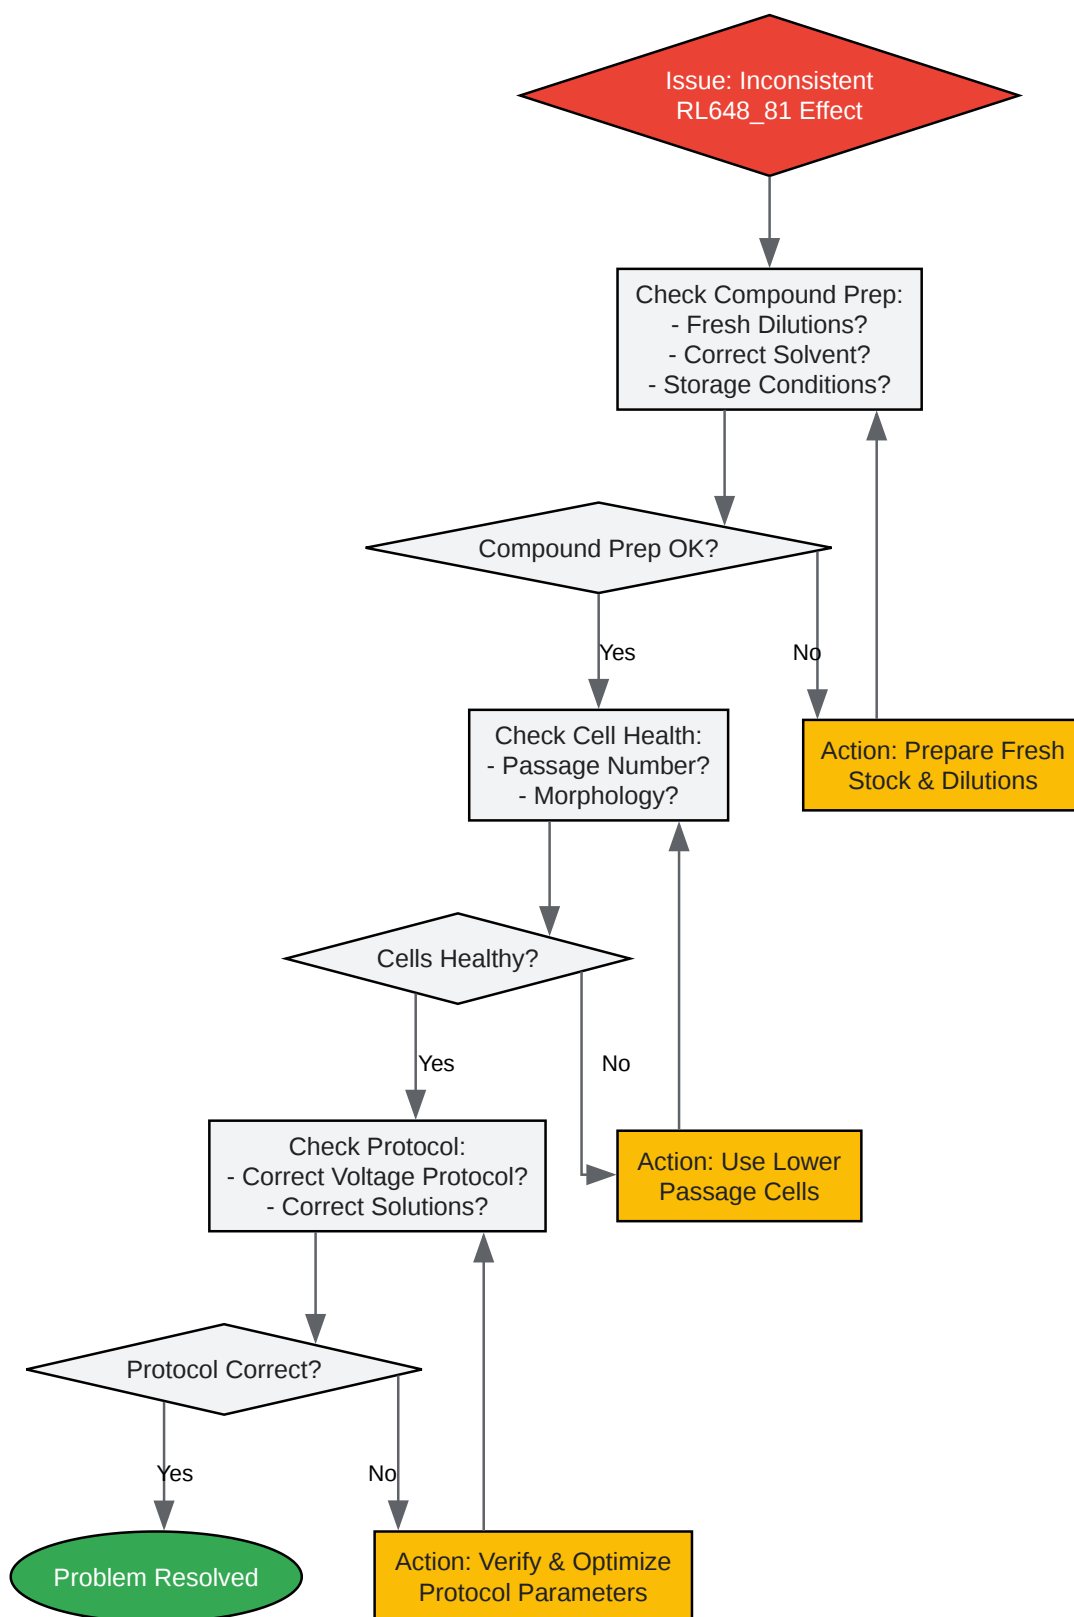 Issue: Inconsistent
RL648_81 Effect
Check Compound Prep:
- Fresh Dilutions?
- Correct Solvent?
- Storage Conditions?
Compound Prep OK?
Yes
No
Check Cell Health:
- Passage Number?
- Morphology?
Action: Prepare Fresh
Stock & Dilutions
Cells Healthy?
Yes
No
Check Protocol:
- Correct Voltage Protocol?
- Correct Solutions?
Action: Use Lower
Passage Cells
Protocol Correct?
Yes
No
Problem Resolved
Action: Verify & Optimize
Protocol Parameters